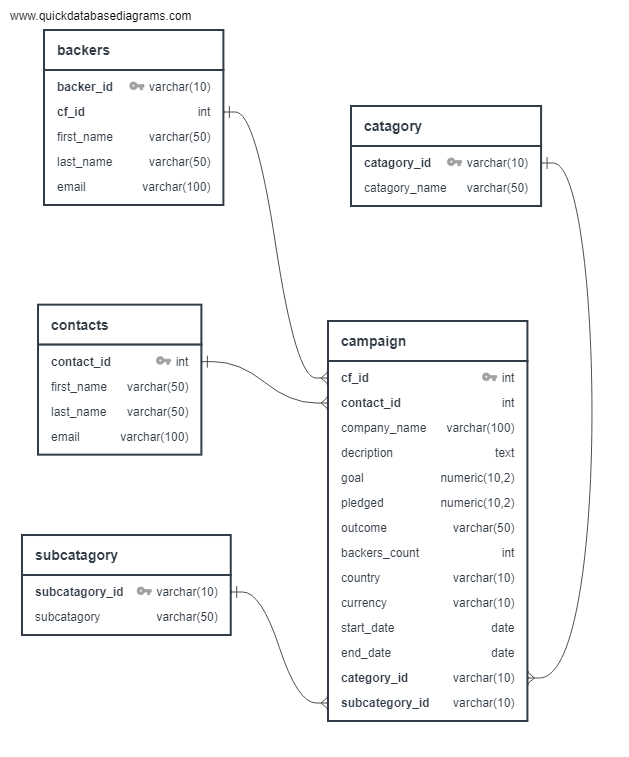 www.quickdatabasediagrams.com
backers
backer_id varchar(10)
cf_id int
first_name varchar(50)
last_name varchar(50)
email varchar(100)
catagory
catagory_id varchar(10)
catagory_name varchar(50)
contacts
contact_id int
first_name varchar(50)
last_name varchar(50)
email varchar(100)
campaign
cf_id int
contact_id int
company_name varchar(100)
decription text
goal numeric(10,2)
pledged numeric(10,2)
outcome varchar(50)
backers_count int
country varchar(10)
currency varchar(10)
start_date date
end_date date
category_id varchar(10)
subcategory_id varchar(10)
subcatagory
subcatagory_id varchar(10)
subcatagory varchar(50)